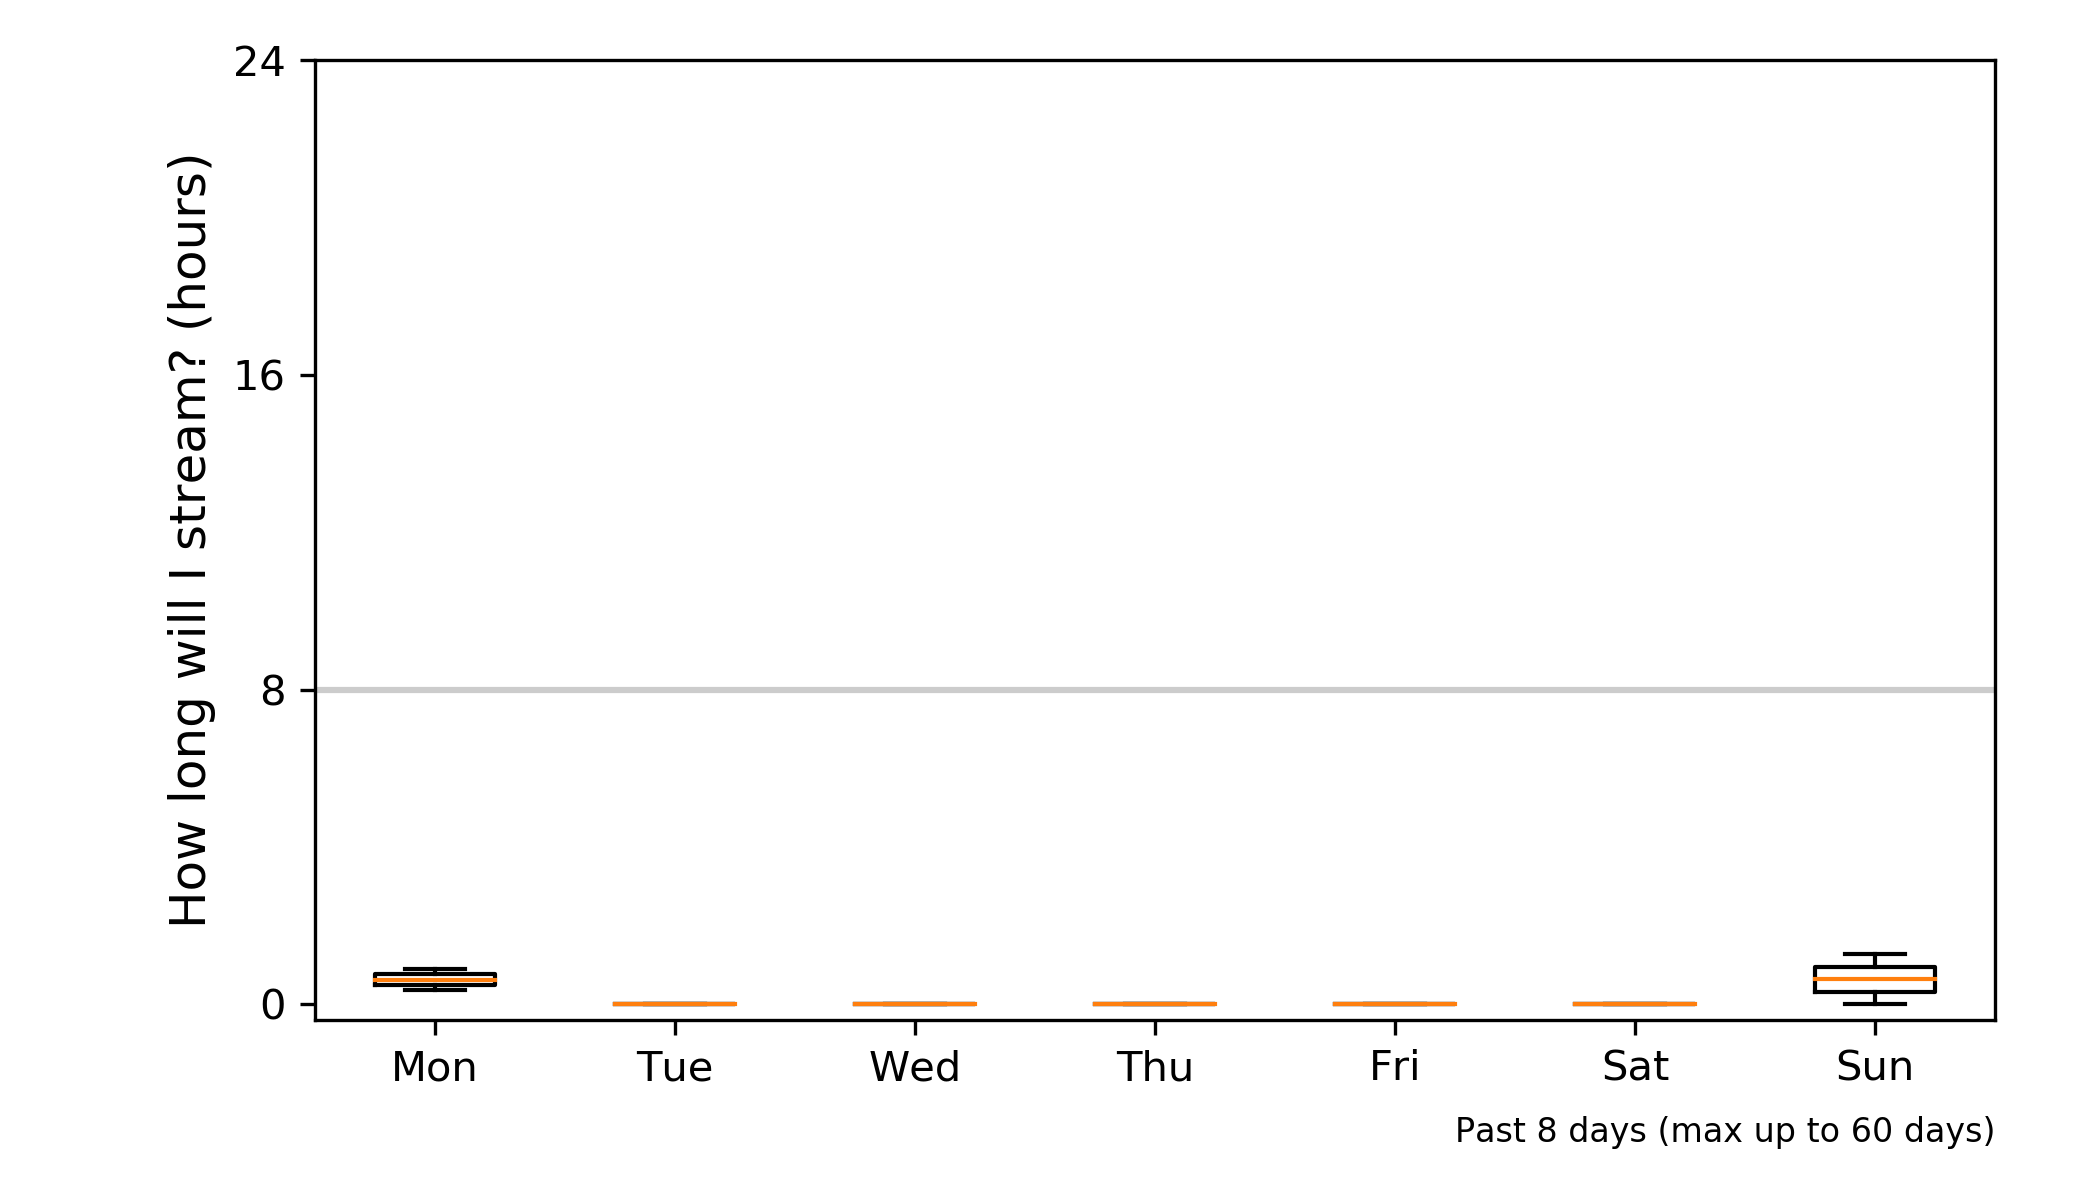 How long will I stream? (hours)
24
16
8
0
Mon Tue Wed Thu Fri Sat Sun
Past 8 days (max up to 60 days)